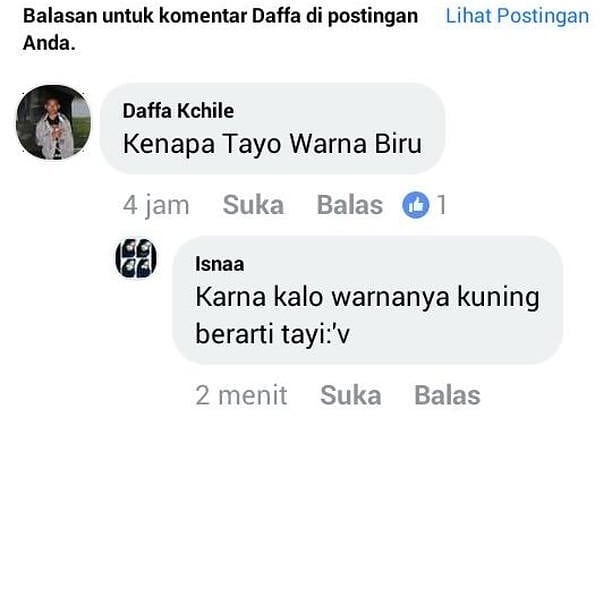 Balasan untuk komentar Daffa di postingan Lihat Postingan
Anda.
Daffa Kchile
Kenapa Tayo Warna Biru
4 jam Suka Balas 1
Isnaa
Karna kalo warnanya kuning
berarti tayi:'v
2 menit Suka Balas